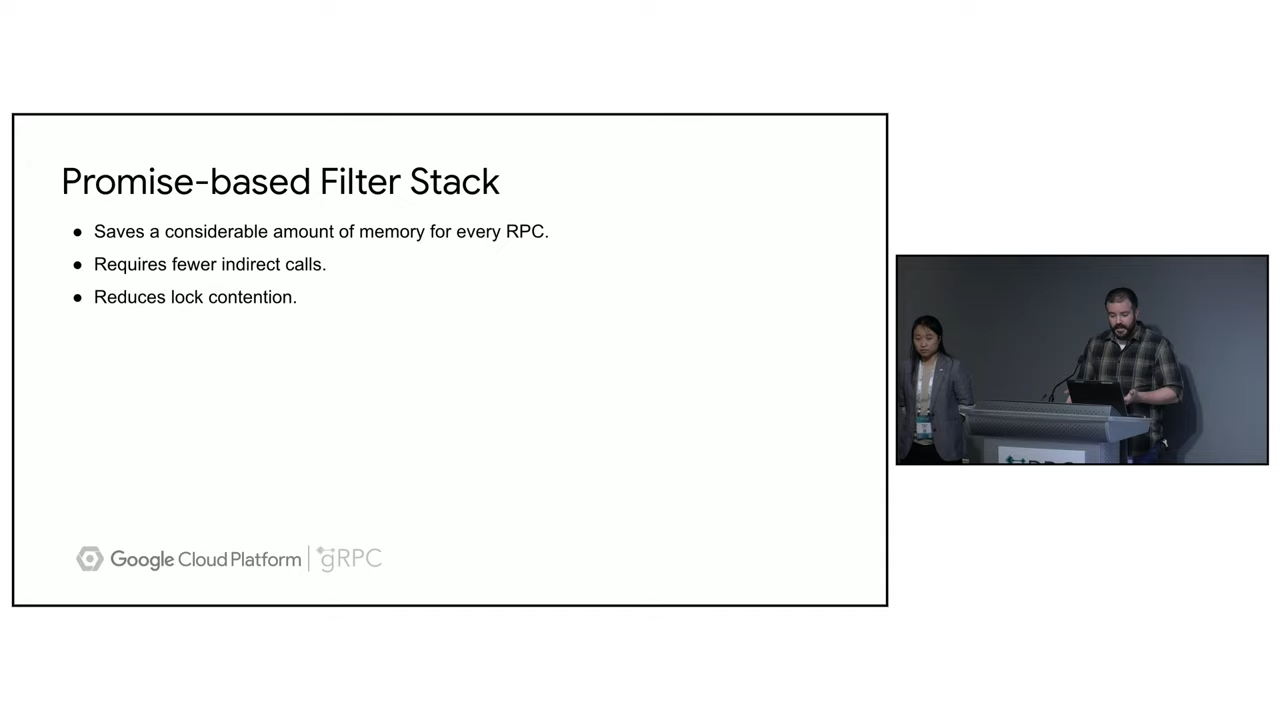 Promise-based Filter Stack
● Saves a considerable amount of memory for every RPC.
● Requires fewer indirect calls.
● Reduces lock contention.
Google Cloud Platform | gRPC